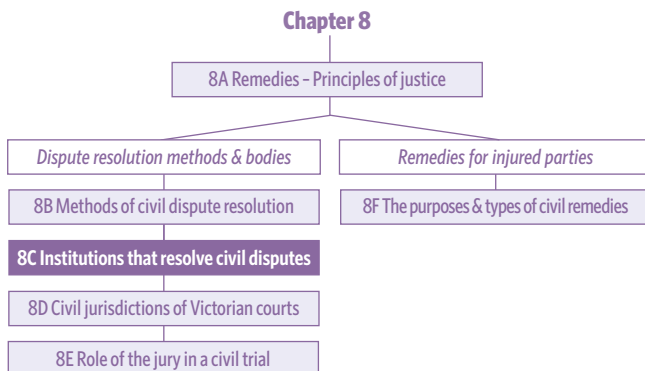 Chapter 8
8A Remedies – Principles of justice
Dispute resolution methods & bodies
Remedies for injured parties
8B Methods of civil dispute resolution
8F The purposes & types of civil remedies
8C Institutions that resolve civil disputes
8D Civil jurisdictions of Victorian courts
8E Role of the jury in a civil trial